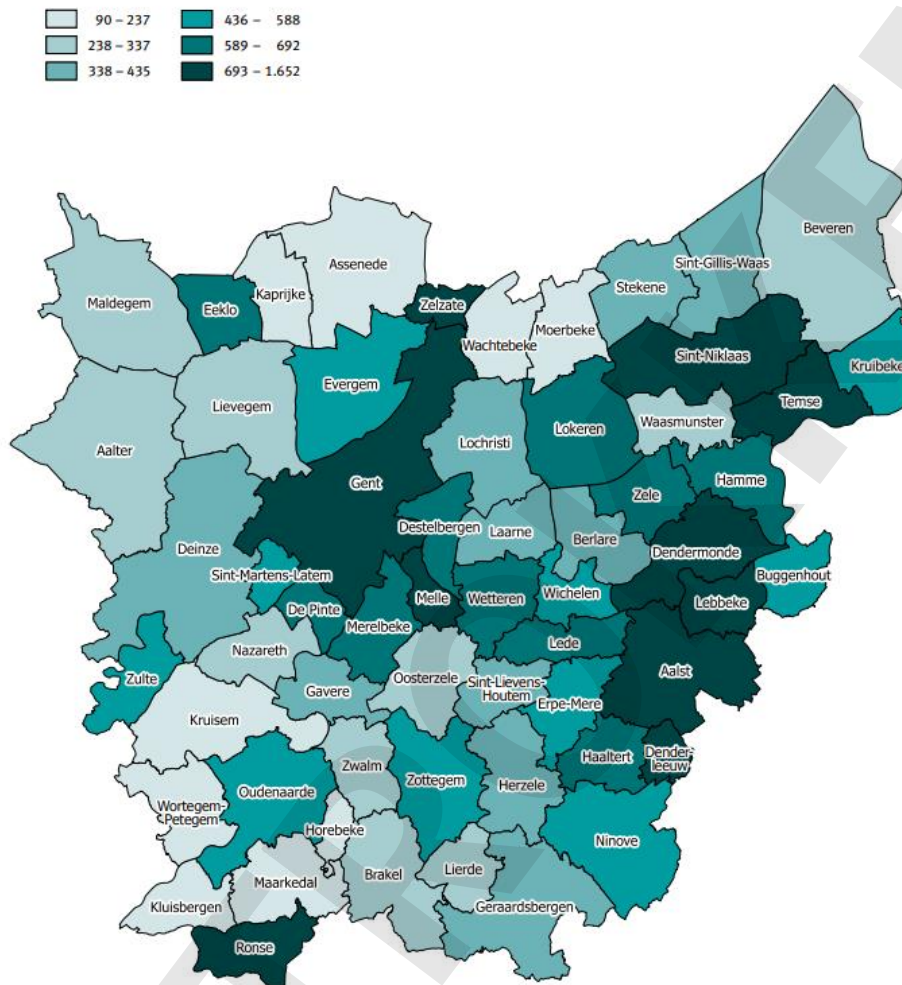 90 – 237
436 – 588
238 – 337
589 – 692
338 – 435
693 – 1.652
Beveren
Assenede
Sint-Gillis-Waas
Stekene
Kaprijke
Maldegem
Eeklo
Zelzate
Moerbeke
Wachtebeke
Sint-Niklaas
Kruibeke
Evergem
Temse
Lievegem
Waasmunster
Lokeren
Lochristi
Aalter
Gent
Hamme
Zele
Destelbergen
Laarne
Berlare
Deinze
Dendermonde
Sint-Martens-Latem
Buggenhout
Wichelen
Melle
Wetteren
Lebbeke
De Pinte
Merelbeke
Lede
Nazareth
Aalst
Oosterzele
Sint-Lievens-
Houtem
Zulte
Gavere
Erpe-Mere
Kruisem
Haaltert
Dender-
leeuw
Zwalm
Zottegem
Herzele
Oudenaarde
Wortegem-
Petegem
Horebeke
Ninove
Brakel
Lierde
Maarkedal
Kluisbergen
Geraardsbergen
Ronse